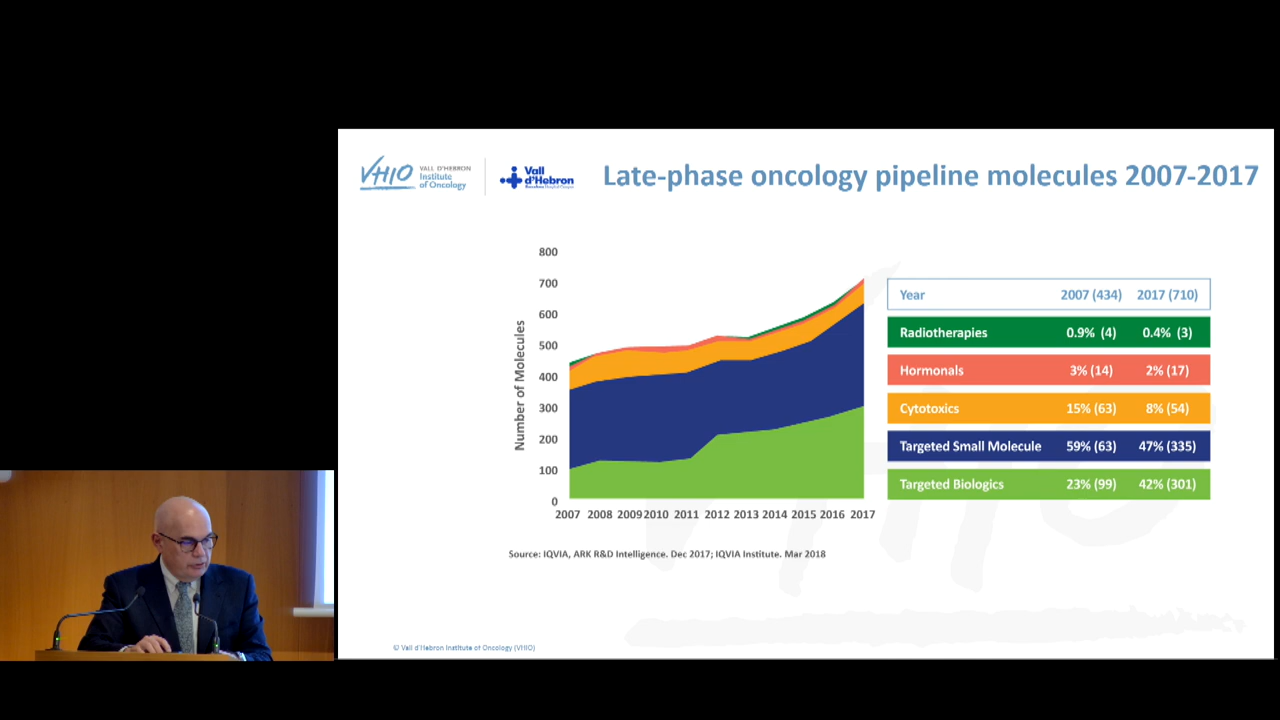 VHIO
VALL D'HEBRON
Institute
of Oncology
Vall
d'Hebron
Late-phase oncology pipeline molecules 2007-2017
Number of Molecules
800
700
600
500
400
300
200
100
0
2007 2008 2009 2010 2011 2012 2013 2014 2015 2016 2017
Year 2007 (434) 2017 (710)
Radiotherapies 0.9% (4) 0.4% (3)
Hormonals 3% (14) 2% (17)
Cytotoxics 15% (63) 8% (54)
Targeted Small Molecule 59% (63) 47% (335)
Targeted Biologics 23% (99) 42% (301)
Source: IQVIA, ARK R&D Intelligence. Dec 2017; IQVIA Institute. Mar 2018
© Vall d'Hebron Institute of Oncology (VHIO)